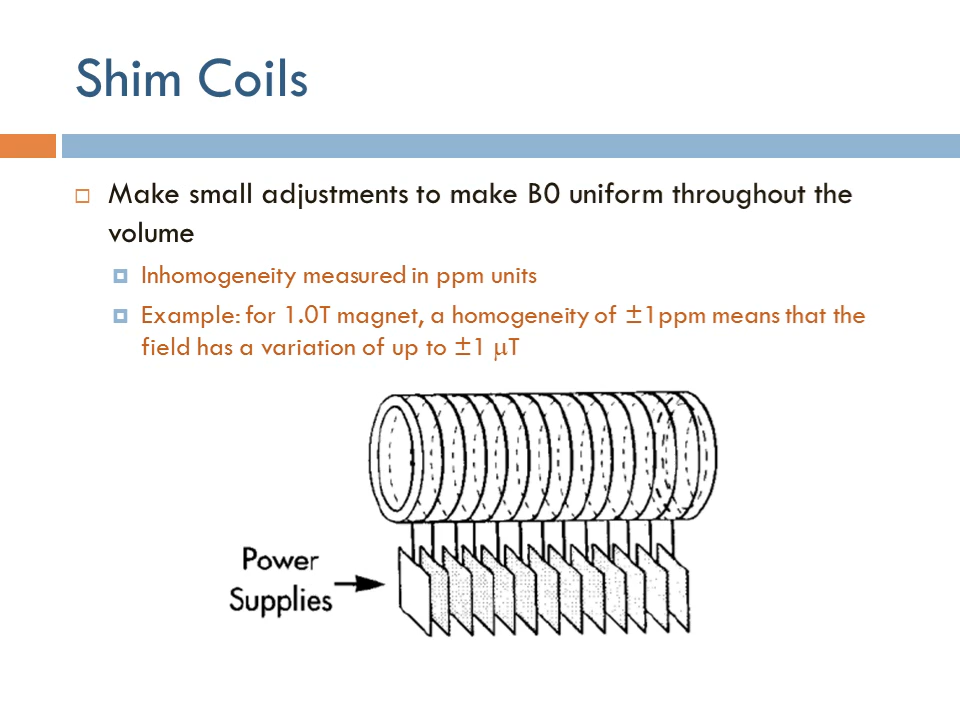 Shim Coils
Make small adjustments to make B0 uniform throughout the
volume
Inhomogeneity measured in ppm units
Example: for 1.0T magnet, a homogeneity of ±1ppm means that the
field has a variation of up to ±1 μT
Power
Supplies